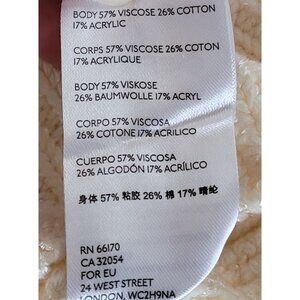 BODY 57% VISCOSE 26% COTTON
17% ACRYLIC
CORPS 57% VISCOSE 26% COTON
17% ACRYLIQUE
BODY 57% VISKOSE
26% BAUMWOLLE 17% ACRYL
CORPO 57% VISCOSA
26% COTONE 17% ACRILICO
CUERPO 57% VISCOSA
26% ALGODÓN 17% ACRÍLICO
身体 57% 粘胶 26% 棉 17% 晴纶
RN 66170
CA 32054
FOR EU
24 WEST STREET
LONDON, WC2H9NA